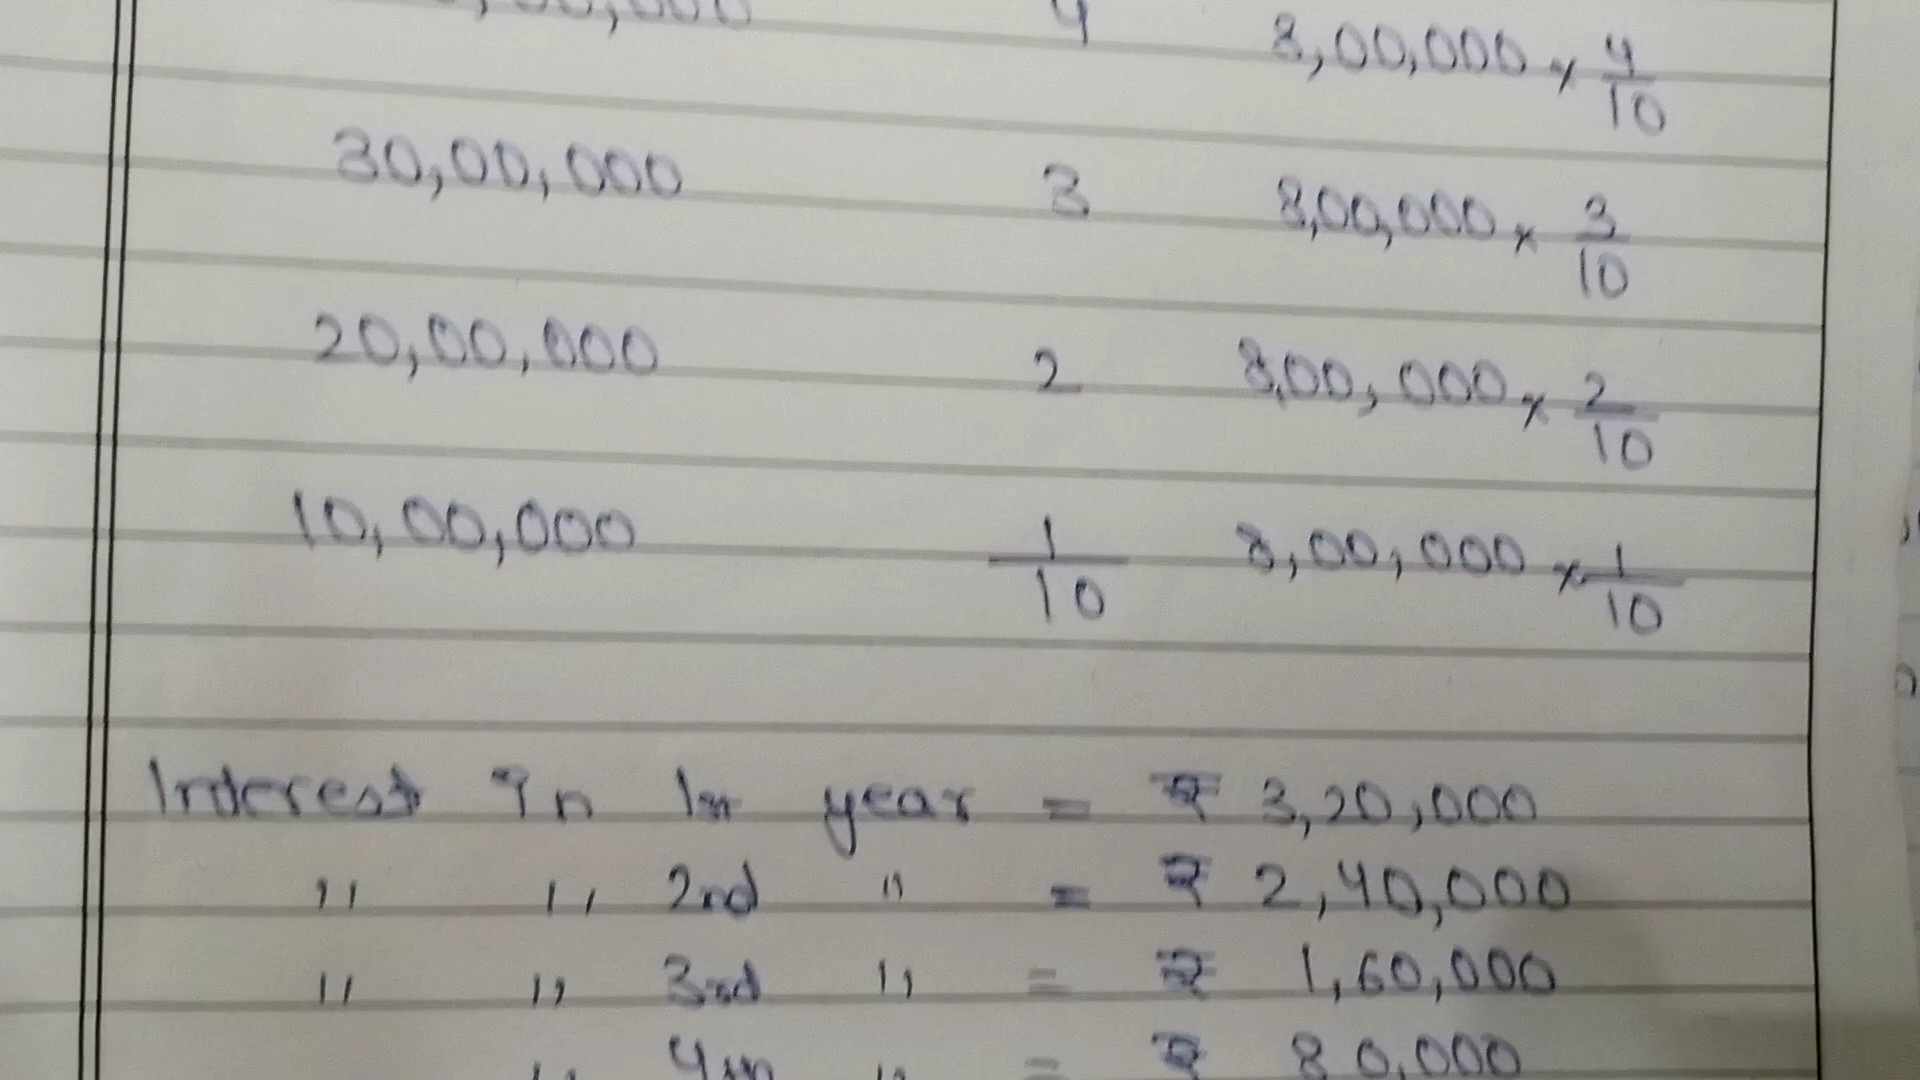 4 8,00,000 × 4/10
30,00,000 3 8,00,000 × 3/10
20,00,000 2 8,00,000 × 2/10
10,00,000 1/10 8,00,000 × 1/10
Interest in 1st year = ₹ 3,20,000
" " 2nd " = ₹ 2,40,000
" " 3rd " = ₹ 1,60,000
" 4th " = ₹ 80,000